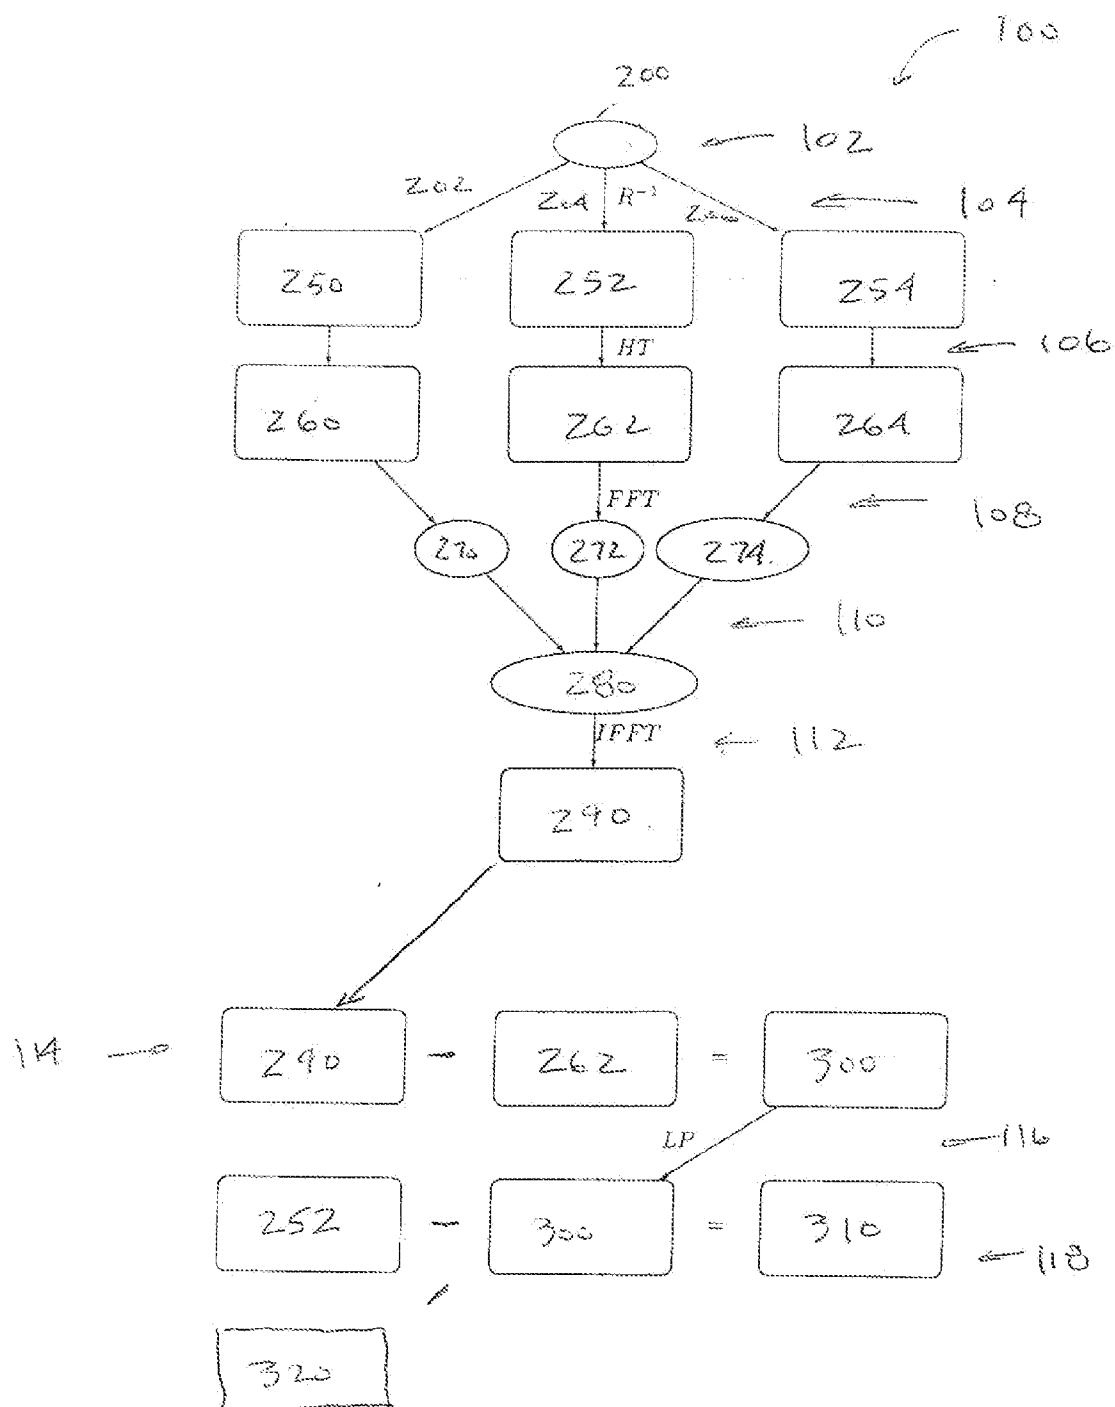 100
200
102
202 204 R⁻¹ 206 104
250 252 254
HT 106
260 262 264
FFT 108
270 272 274
110
280
IFFT 112
290
114 290 - 262 = 300
LP 116
252 - 300 = 310
118
320